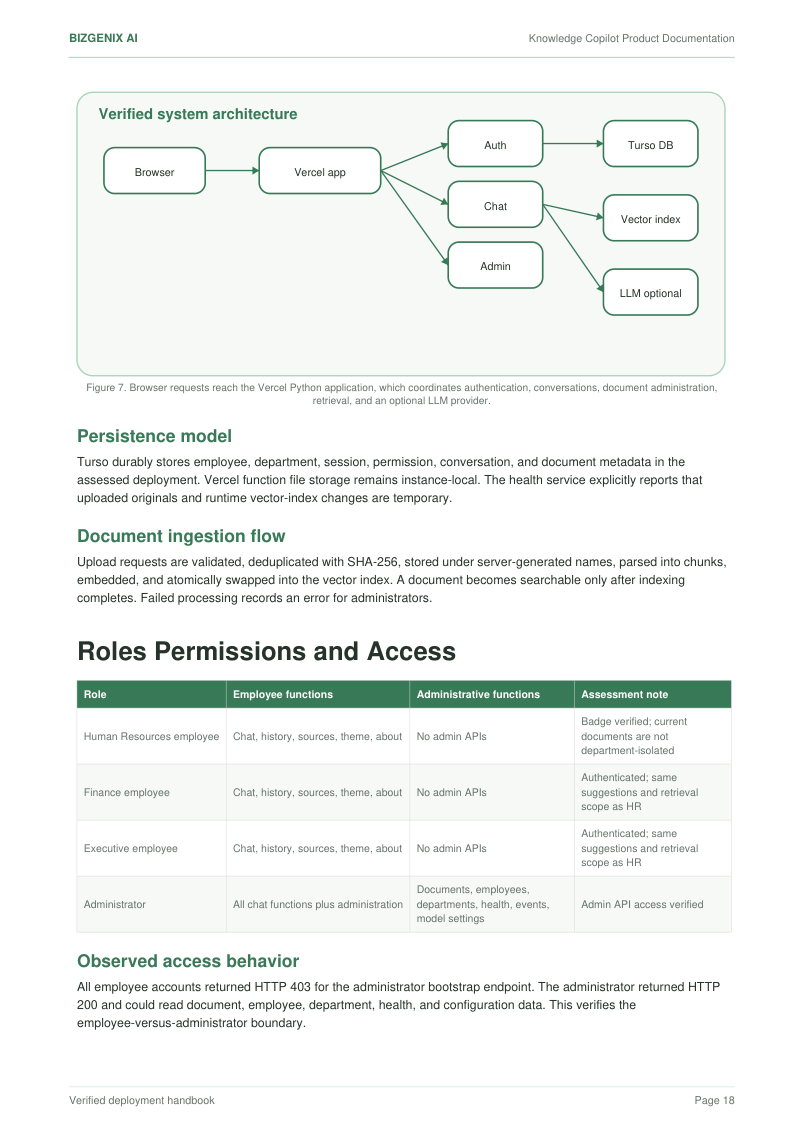 BIZGENIX AI
Knowledge Copilot Product Documentation
Verified system architecture
Browser
Vercel app
Auth
Chat
Admin
Turso DB
Vector index
LLM optional
Figure 7. Browser requests reach the Vercel Python application, which coordinates authentication, conversations, document administration,
retrieval, and an optional LLM provider.
Persistence model
Turso durably stores employee, department, session, permission, conversation, and document metadata in the
assessed deployment. Vercel function file storage remains instance-local. The health service explicitly reports that
uploaded originals and runtime vector-index changes are temporary.
Document ingestion flow
Upload requests are validated, deduplicated with SHA-256, stored under server-generated names, parsed into chunks,
embedded, and atomically swapped into the vector index. A document becomes searchable only after indexing
completes. Failed processing records an error for administrators.
Roles Permissions and Access
Role
Employee functions
Administrative functions
Assessment note
Human Resources employee
Chat, history, sources, theme, about
No admin APIs
Badge verified; current
documents are not
department-isolated
Finance employee
Chat, history, sources, theme, about
No admin APIs
Authenticated; same
suggestions and retrieval
scope as HR
Executive employee
Chat, history, sources, theme, about
No admin APIs
Authenticated; same
suggestions and retrieval
scope as HR
Administrator
All chat functions plus administration
Documents, employees,
departments, health, events,
model settings
Admin API access verified
Observed access behavior
All employee accounts returned HTTP 403 for the administrator bootstrap endpoint. The administrator returned HTTP
200 and could read document, employee, department, health, and configuration data. This verifies the
employee-versus-administrator boundary.
Verified deployment handbook
Page 18